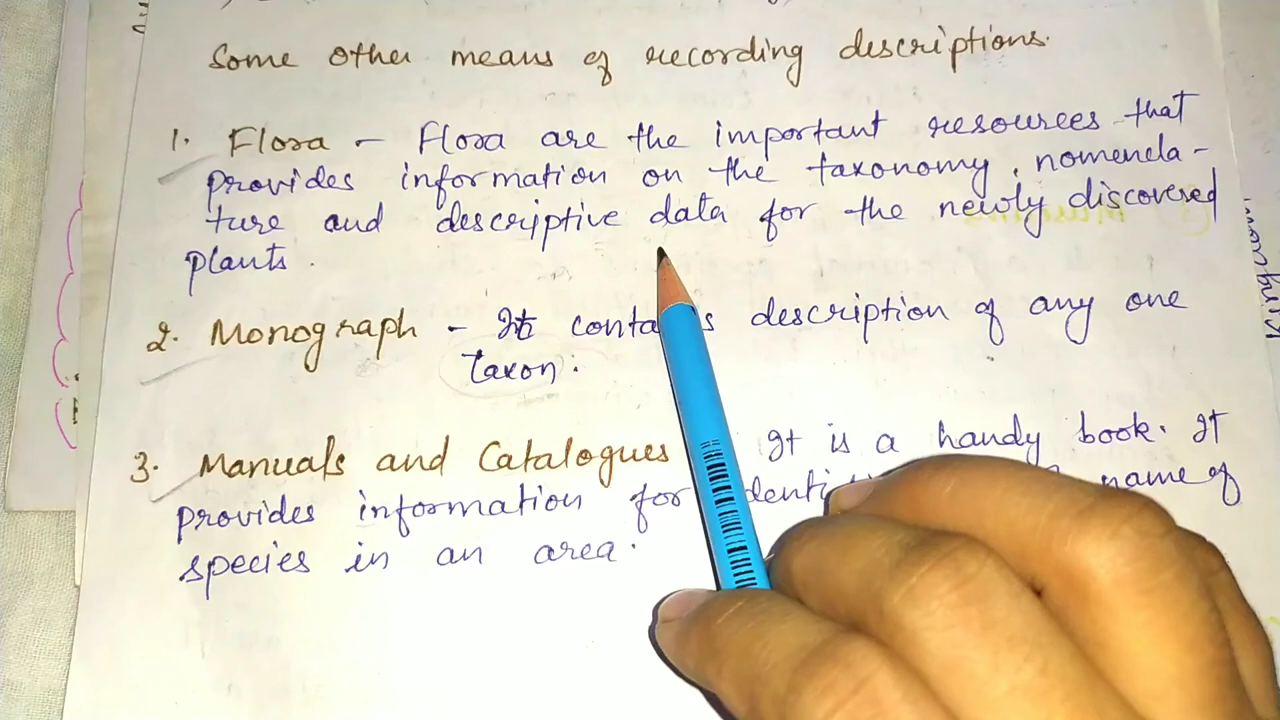 Some other means of recording descriptions.
1. Flora - Flora are the important resources that
provides information on the taxonomy, nomencla-
ture and descriptive data for the newly discovered
plants.
2. Monograph - It contains description of any one
taxon.
3. Manuals and Catalogues It is a handy book. It
provides information for name of
species in an area.